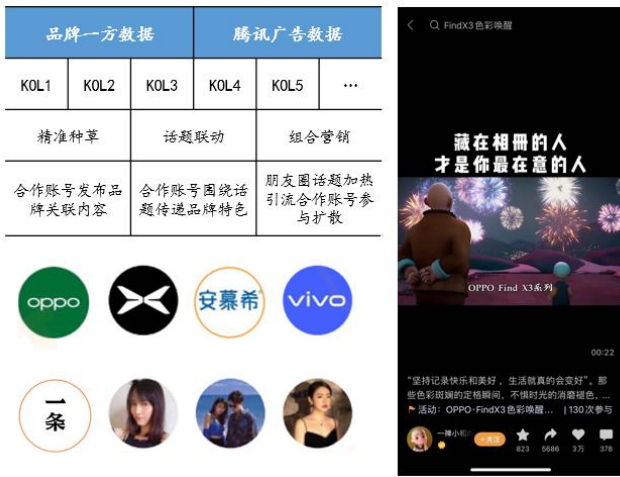 品牌一方数据
腾讯广告数据
KOL1
KOL2
KOL3
KOL4
KOL5
...
精准种草
话题联动
组合营销
合作账号发布品
牌关联内容
合作账号围绕话
题传递品牌特色
朋友圈话题加热
引流合作账号参
与扩散
oppo
安慕希
vivo
一
条
FindX3色彩唤醒
藏在相冊的人
才是你最在意的人
OPPO Find X3系列
00:22
“坚持记录快乐和美好，生活就真的会变好”。那
些色彩斑斓的定格瞬间，不惧时光的消磨褪色，...
活动：OPPO·FindX3色彩唤醒... | 130次参与
一禅小和
+关注
823
5686
3万
378